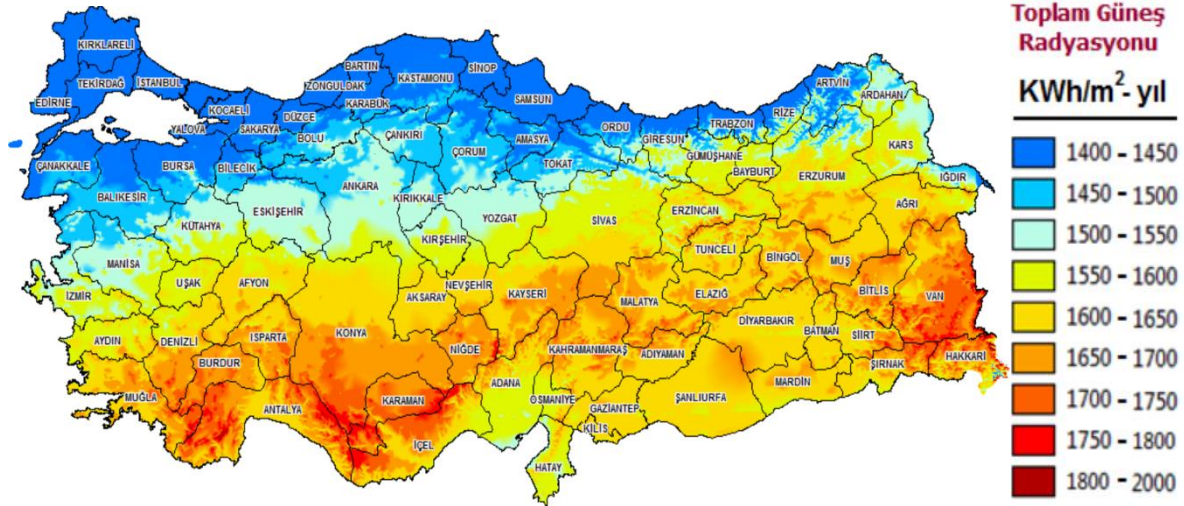 KIRKLARELİ
TEKİRDAĞ
İSTANBUL
EDİRNE
KOCAELİ
YALOVA
SAKARYA
DÜZCE
BOLU
ZONGULDAK
BARTIN
KARABÜK
KASTAMONU
SİNOP
SAMSUN
ÇANKIRI
ÇORUM
AMASYA
TOKAT
ORDU
GİRESUN
TRABZON
RİZE
ARTVİN
ARDAHAN
GÜMÜŞHANE
BAYBURT
ERZURUM
KARS
IĞDIR
AĞRI
ÇANAKKALE
BALIKESİR
BURSA
BİLECİK
KÜTAHYA
ESKİŞEHİR
ANKARA
KIRIKKALE
YOZGAT
KIRŞEHİR
SİVAS
ERZİNCAN
TUNCELİ
BİNGÖL
MUŞ
BİTLİS
VAN
MANİSA
İZMİR
UŞAK
AFYON
AKSARAY
NEVŞEHİR
KAYSERİ
MALATYA
ELAZIĞ
DİYARBAKIR
BATMAN
SİİRT
ŞIRNAK
HAKKARİ
AYDIN
DENİZLİ
ISPARTA
BURDUR
KONYA
NİĞDE
KAHRAMANMARAŞ
ADIYAMAN
MARDİN
ŞANLIURFA
MUĞLA
ANTALYA
KARAMAN
İÇEL
ADANA
OSMANİYE
GAZİANTEP
KİLİS
HATAY
Toplam Güneş
Radyasyonu
KWh/m²- yıl
1400 - 1450
1450 - 1500
1500 - 1550
1550 - 1600
1600 - 1650
1650 - 1700
1700 - 1750
1750 - 1800
1800 - 2000